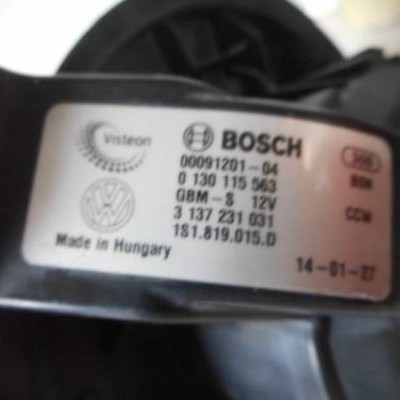 Visteon
BOSCH
00091201-04
0 130 115 563
GBM-S 12V
3 137 231 031
1S1.819.015.D
CCW
Made in Hungary
14-01-27